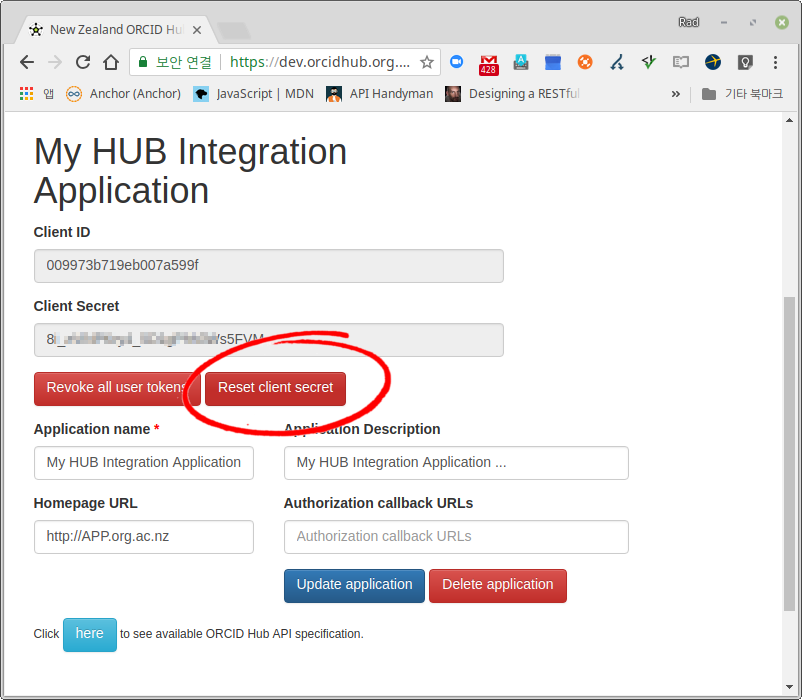 Rad
New Zealand ORCID Hu
보안 연결 https://dev.orcidhub.org....
428
앱 Anchor (Anchor) JavaScript | MDN API Handyman Designing a RESTful » 기타 북마크
My HUB Integration
Application
Client ID
009973b719eb007a599f
Client Secret
Revoke all user tokens Reset client secret
Application name * Application Description
My HUB Integration Application My HUB Integration Application ...
Homepage URL Authorization callback URLs
http://APP.org.ac.nz Authorization callback URLs
Update application Delete application
Click here to see available ORCID Hub API specification.